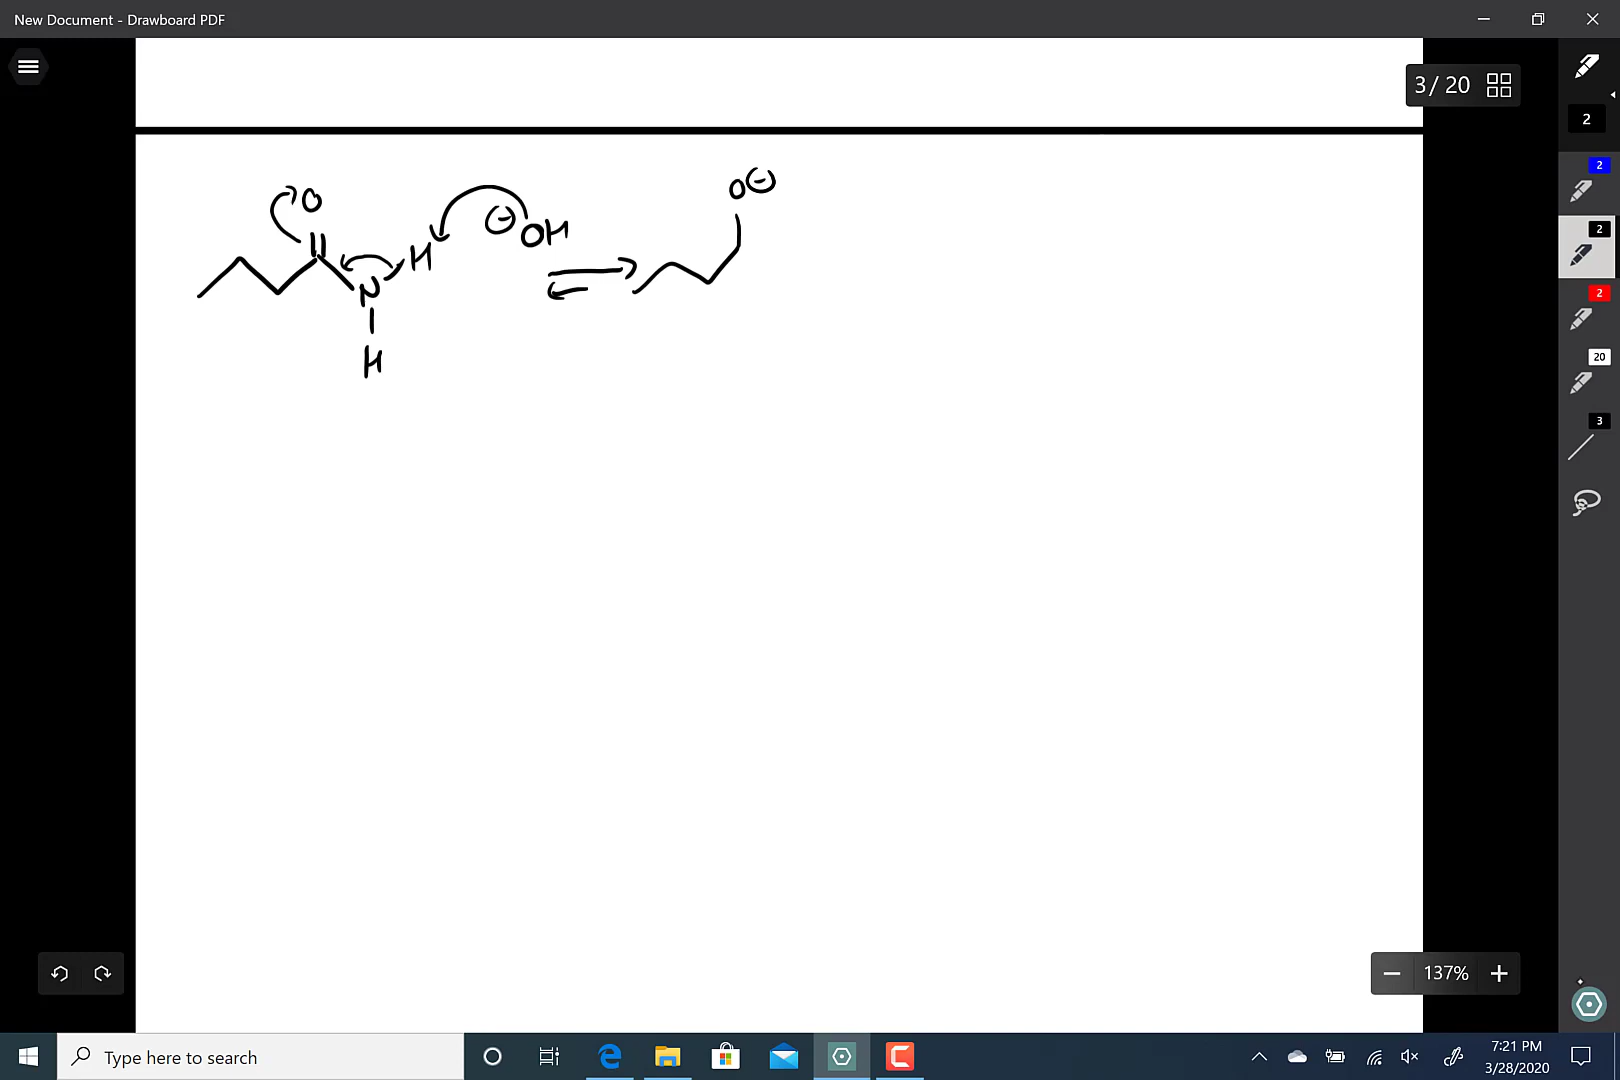 New Document - Drawboard PDF
3 / 20
2
2
2
2
20
3
O
O⊖
H
⊖OH
N
H
137%
Type here to search
7:21 PM
3/28/2020